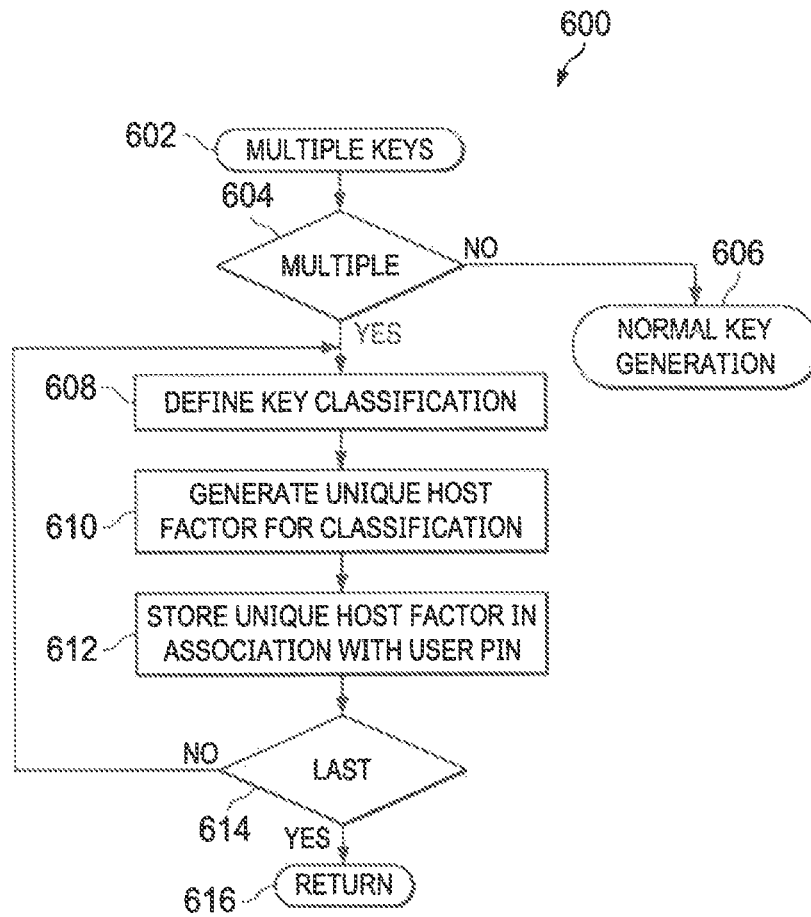 600
602
MULTIPLE KEYS
604
MULTIPLE
NO
606
NORMAL KEY
GENERATION
YES
608
DEFINE KEY CLASSIFICATION
610
GENERATE UNIQUE HOST
FACTOR FOR CLASSIFICATION
612
STORE UNIQUE HOST FACTOR IN
ASSOCIATION WITH USER PIN
NO
LAST
614
YES
616
RETURN